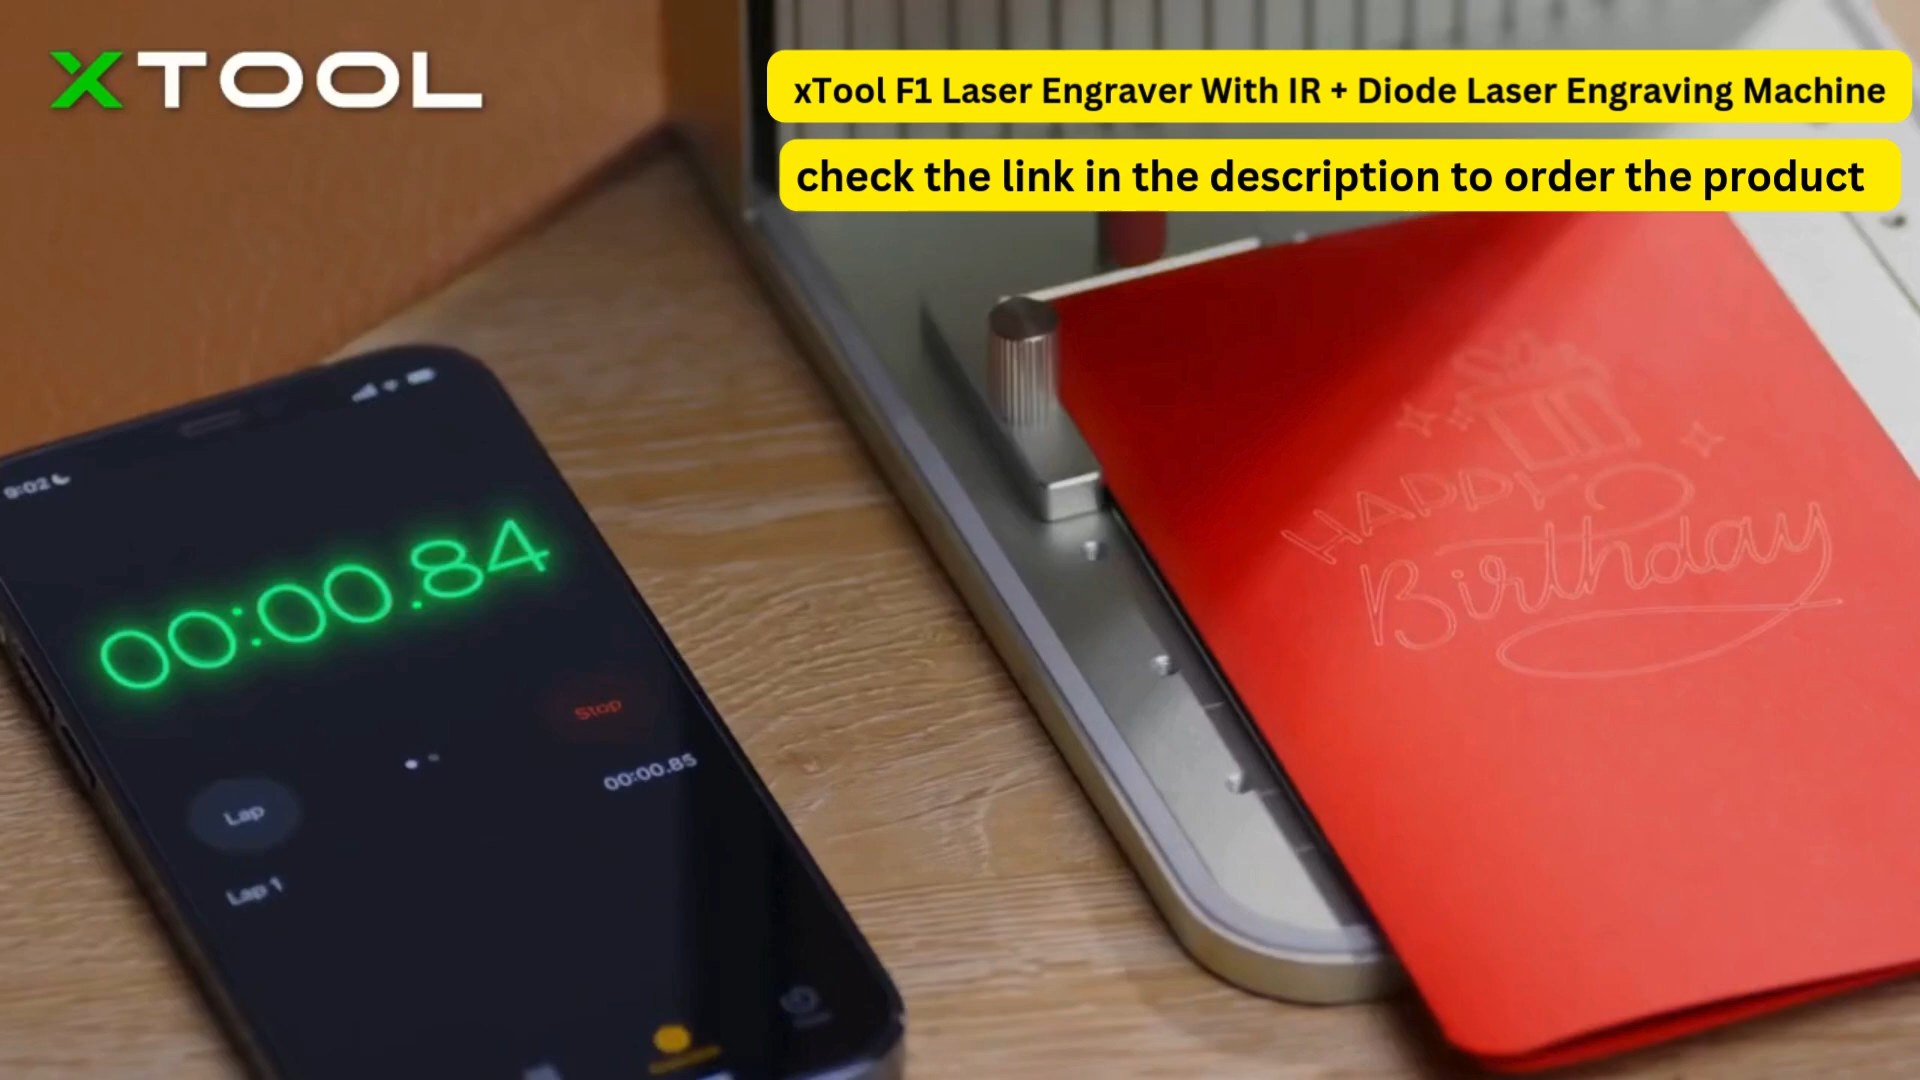 xTOOL
xTool F1 Laser Engraver With IR + Diode Laser Engraving Machine
check the link in the description to order the product
9:02
00:00.84
Stop
Lap
00:00.85
Lap 1
HAPPY
Birthday